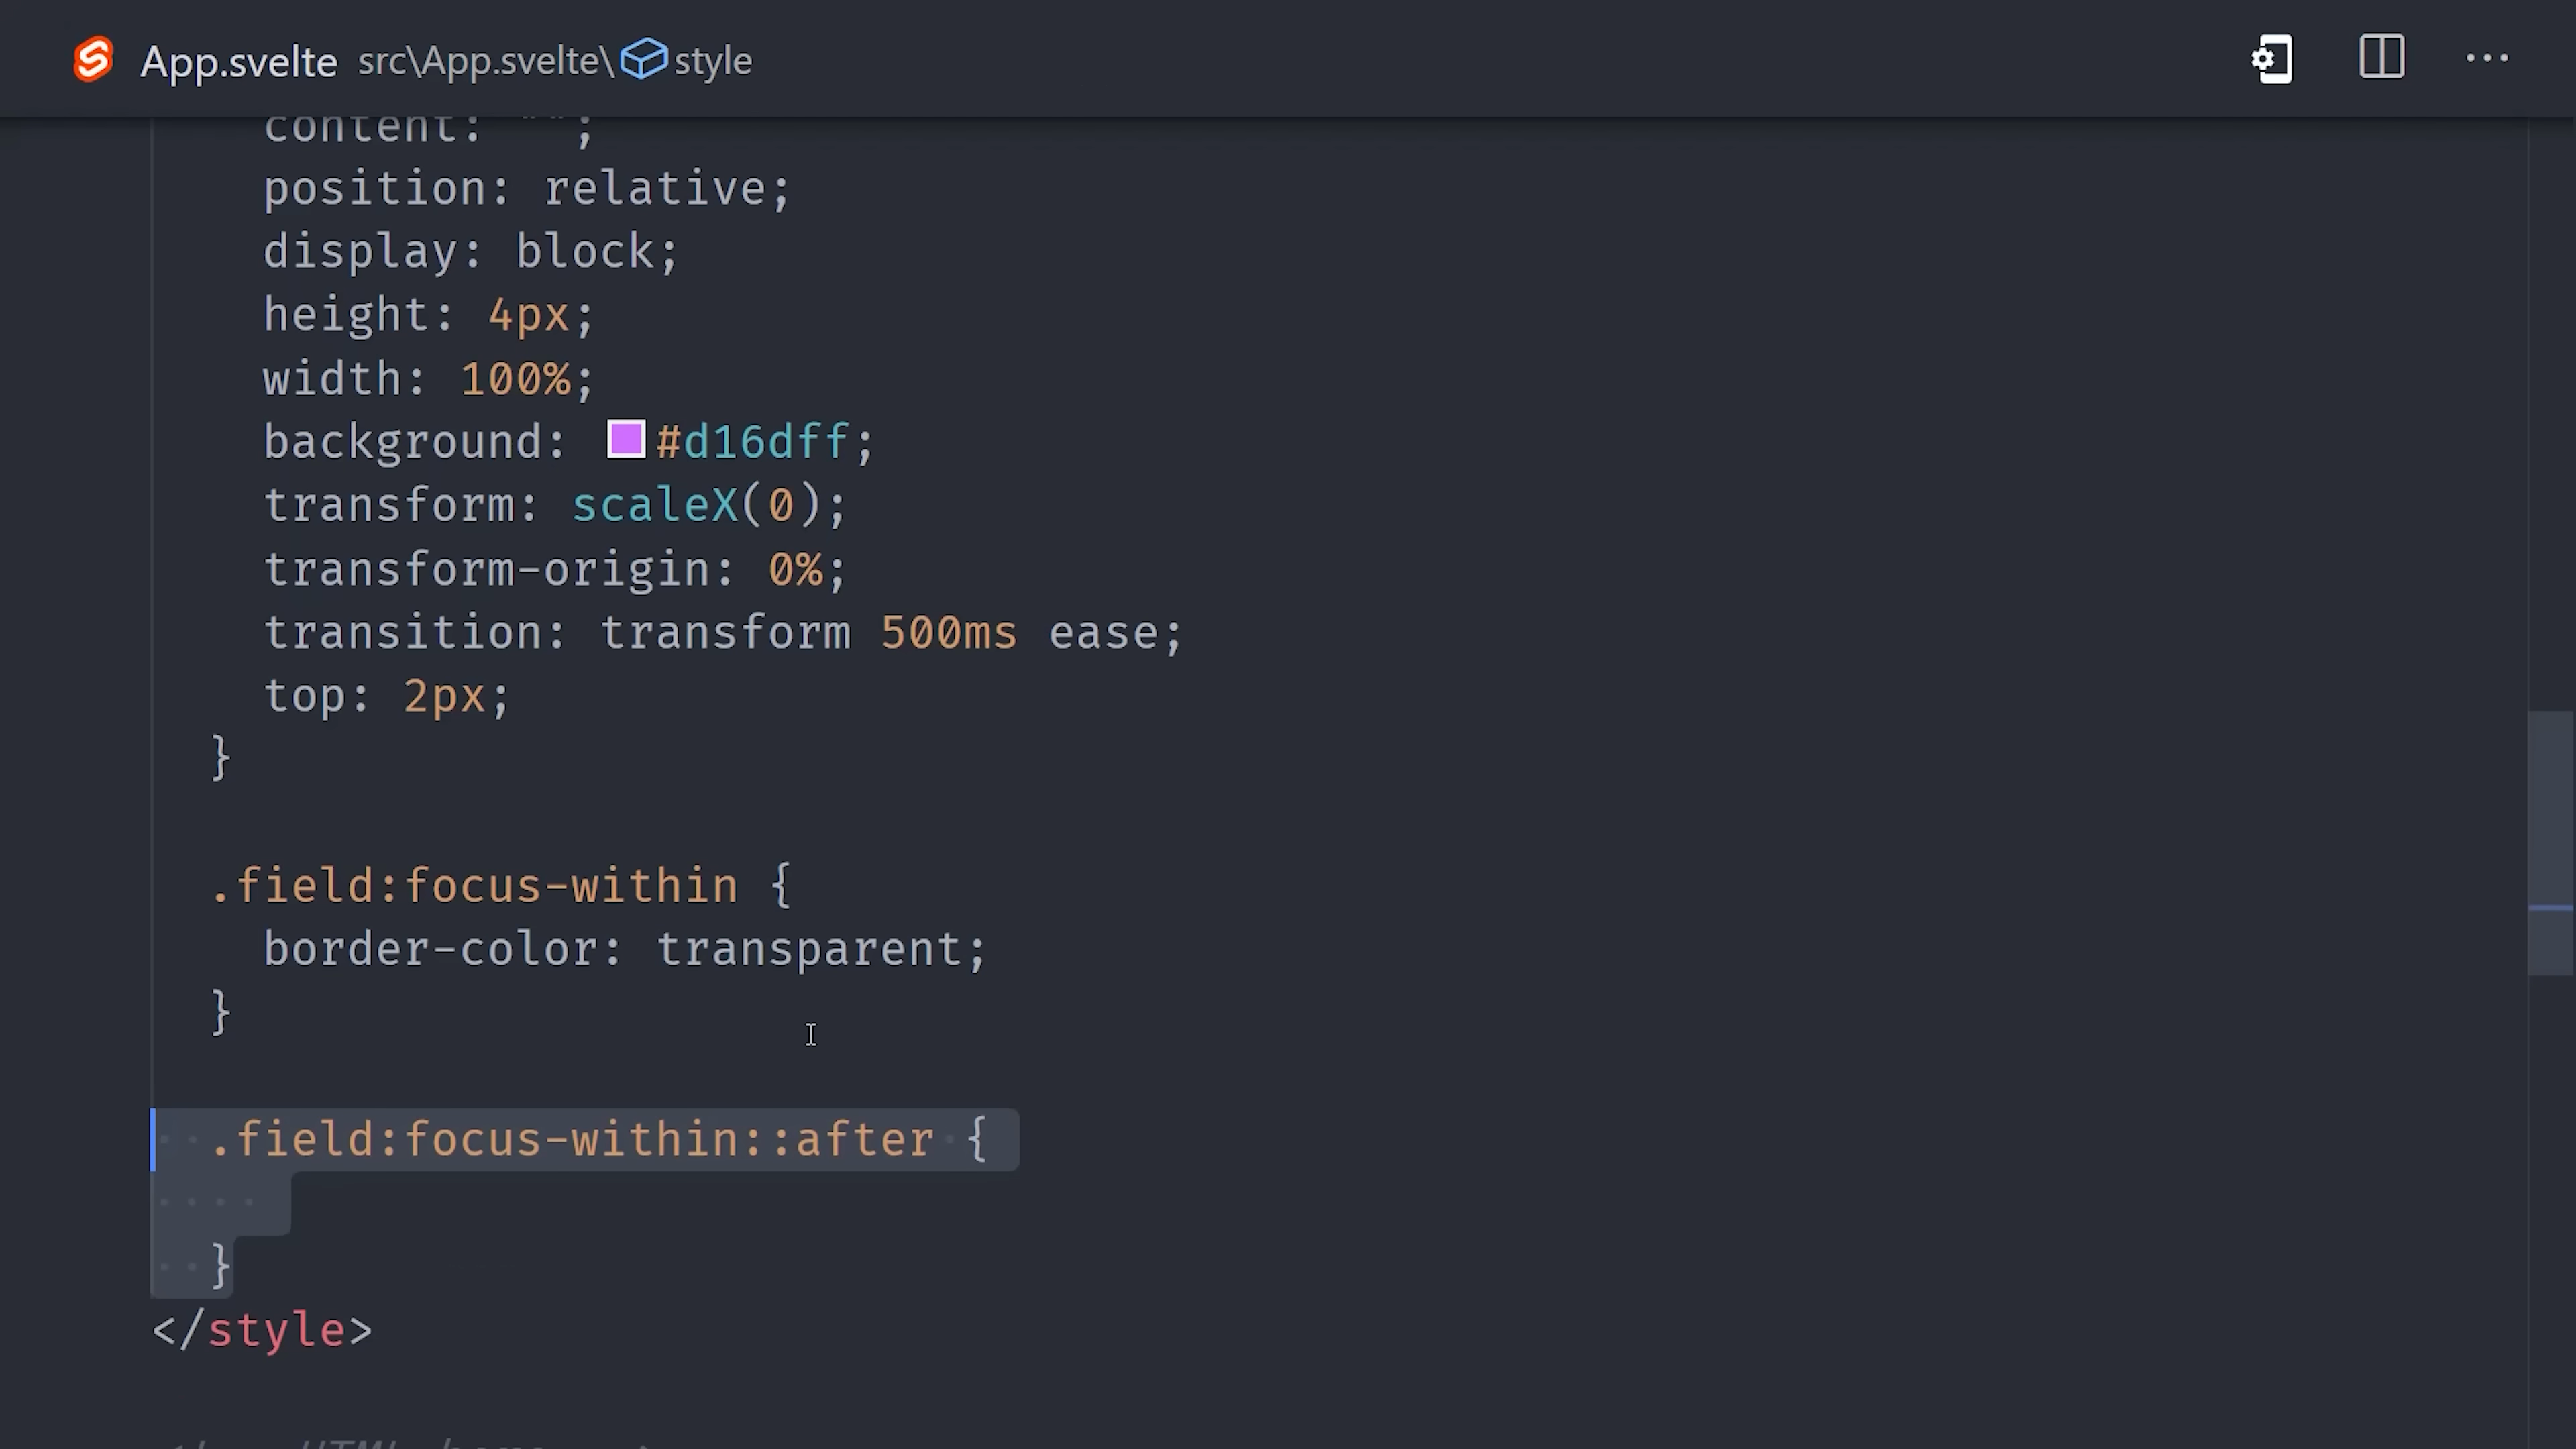 App.svelte src\App.svelte\style
content: "";
position: relative;
display: block;
height: 4px;
width: 100%;
background: #d16dff;
transform: scaleX(0);
transform-origin: 0%;
transition: transform 500ms ease;
top: 2px;
}
.field:focus-within {
border-color: transparent;
}
.field:focus-within::after {
}
</style>